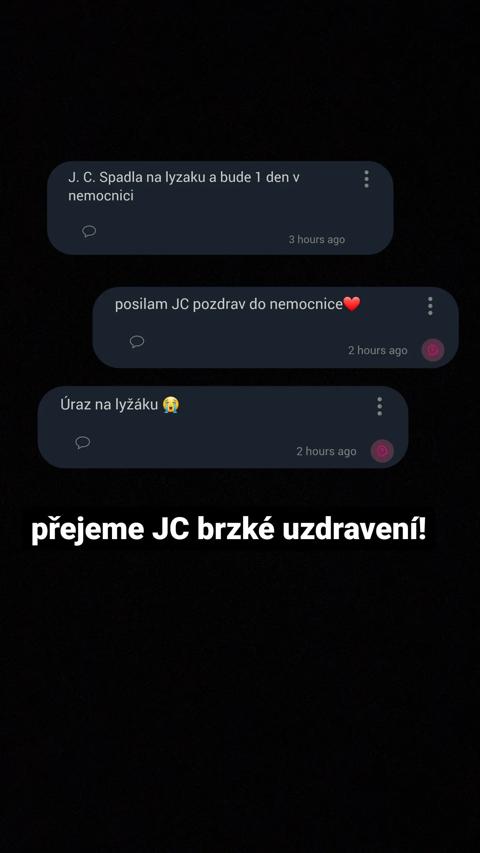 J. C. Spadla na lyzaku a bude 1 den v
nemocnici
3 hours ago
posilam JC pozdrav do nemocnice❤️
2 hours ago
Úraz na lyžáku 😭
2 hours ago
přejeme JC brzké uzdravení!